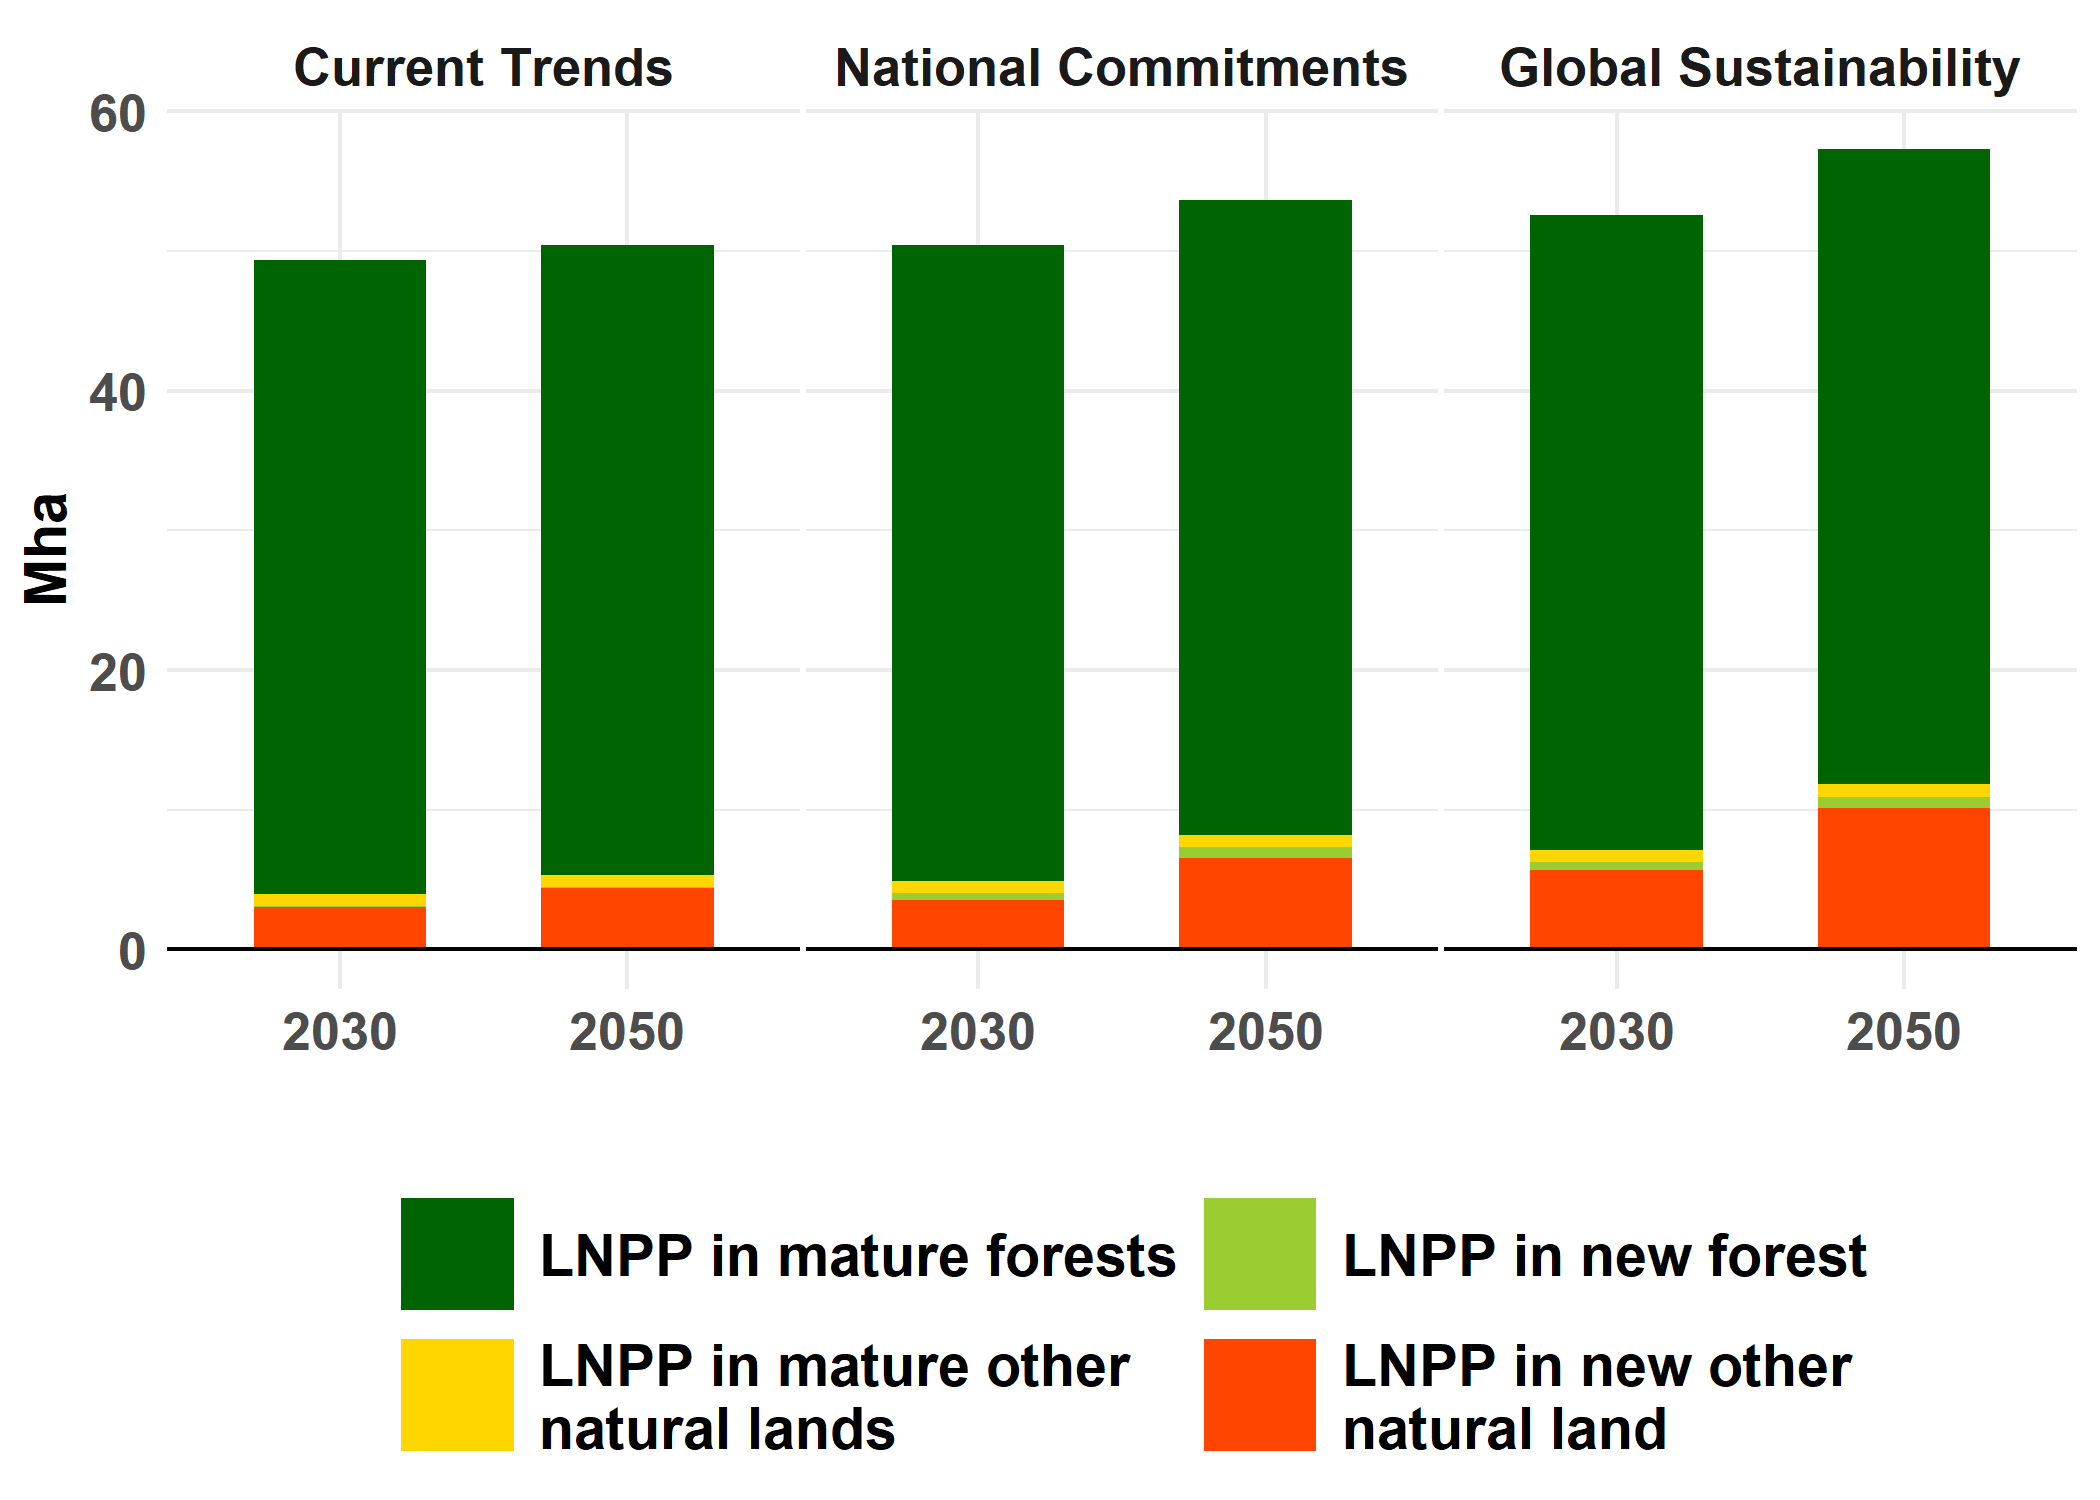 Current Trends
National Commitments
Global Sustainability
60
40
20
0
Mha
2030
2050
2030
2050
2030
2050
LNPP in mature forests
LNPP in new forest
LNPP in mature other
natural lands
LNPP in new other
natural land